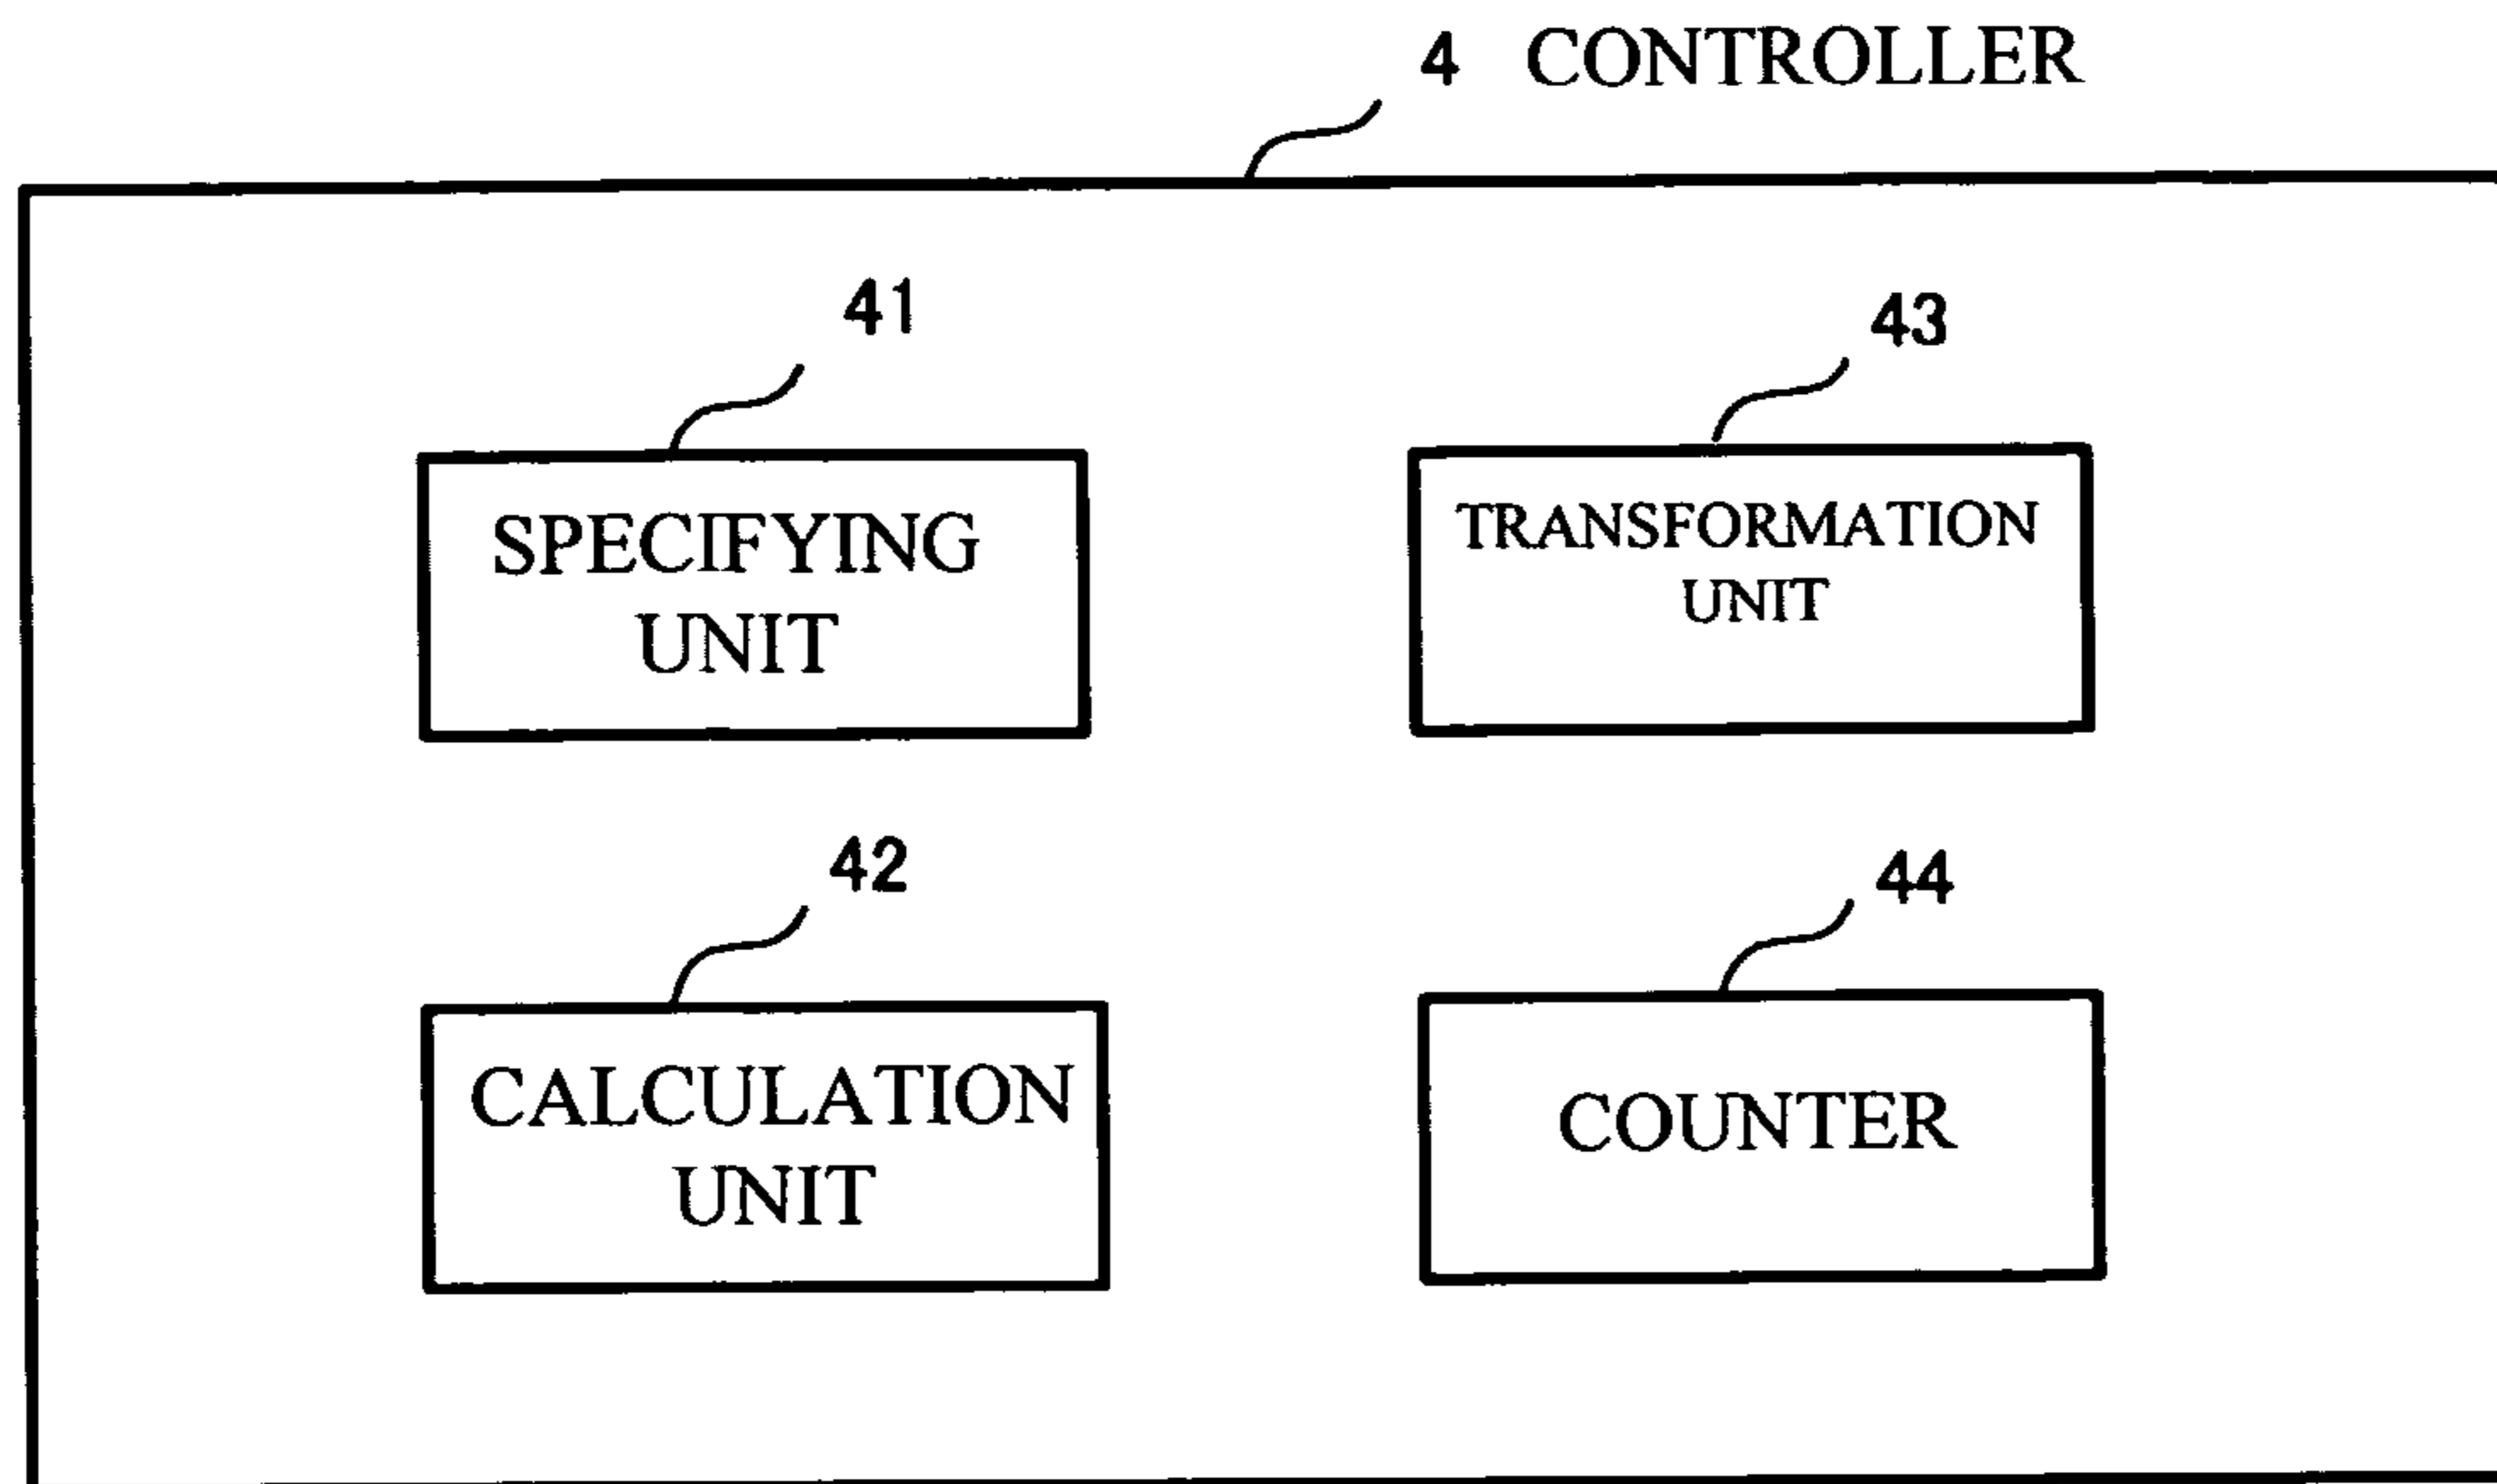 4 CONTROLLER
41
SPECIFYING
UNIT
43
TRANSFORMATION
UNIT
42
CALCULATION
UNIT
44
COUNTER